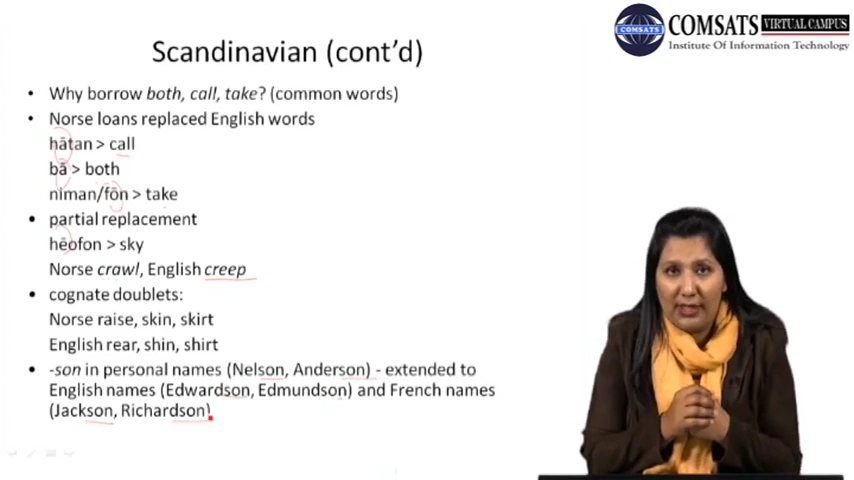 COMSATS VIRTUAL CAMPUS
COMSATS
Institute Of Information Technology
Scandinavian (cont'd)
• Why borrow both, call, take? (common words)
• Norse loans replaced English words
hātan > call
bā > both
niman/fōn > take
• partial replacement
hēofon > sky
Norse crawl, English creep
• cognate doublets:
Norse raise, skin, skirt
English rear, shin, shirt
• -son in personal names (Nelson, Anderson) - extended to
English names (Edwardson, Edmundson) and French names
(Jackson, Richardson)